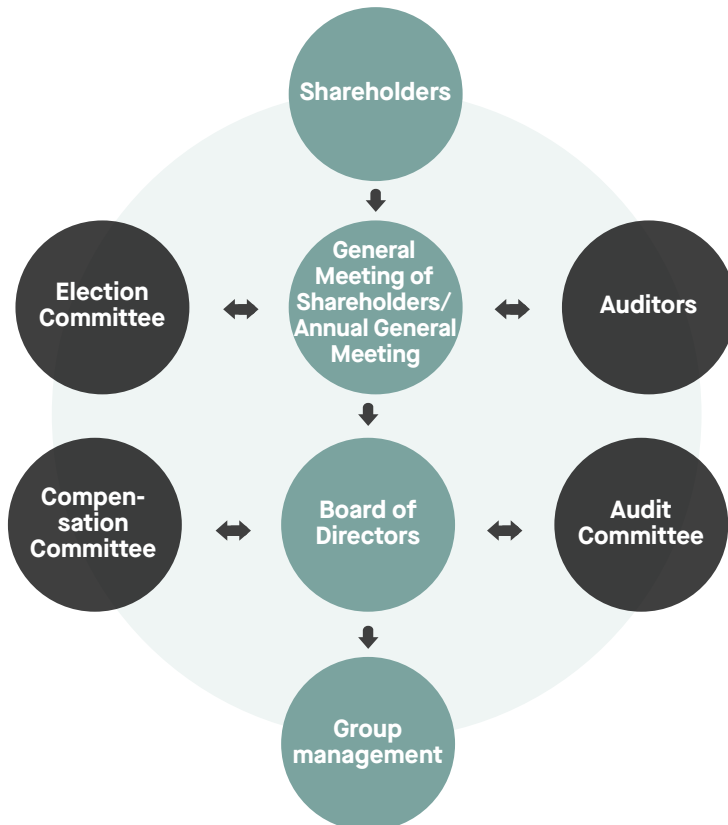 Shareholders
General
Meeting of
Shareholders/
Annual General
Meeting
Election
Committee
Auditors
Compen-
sation
Committee
Board of
Directors
Audit
Committee
Group
management